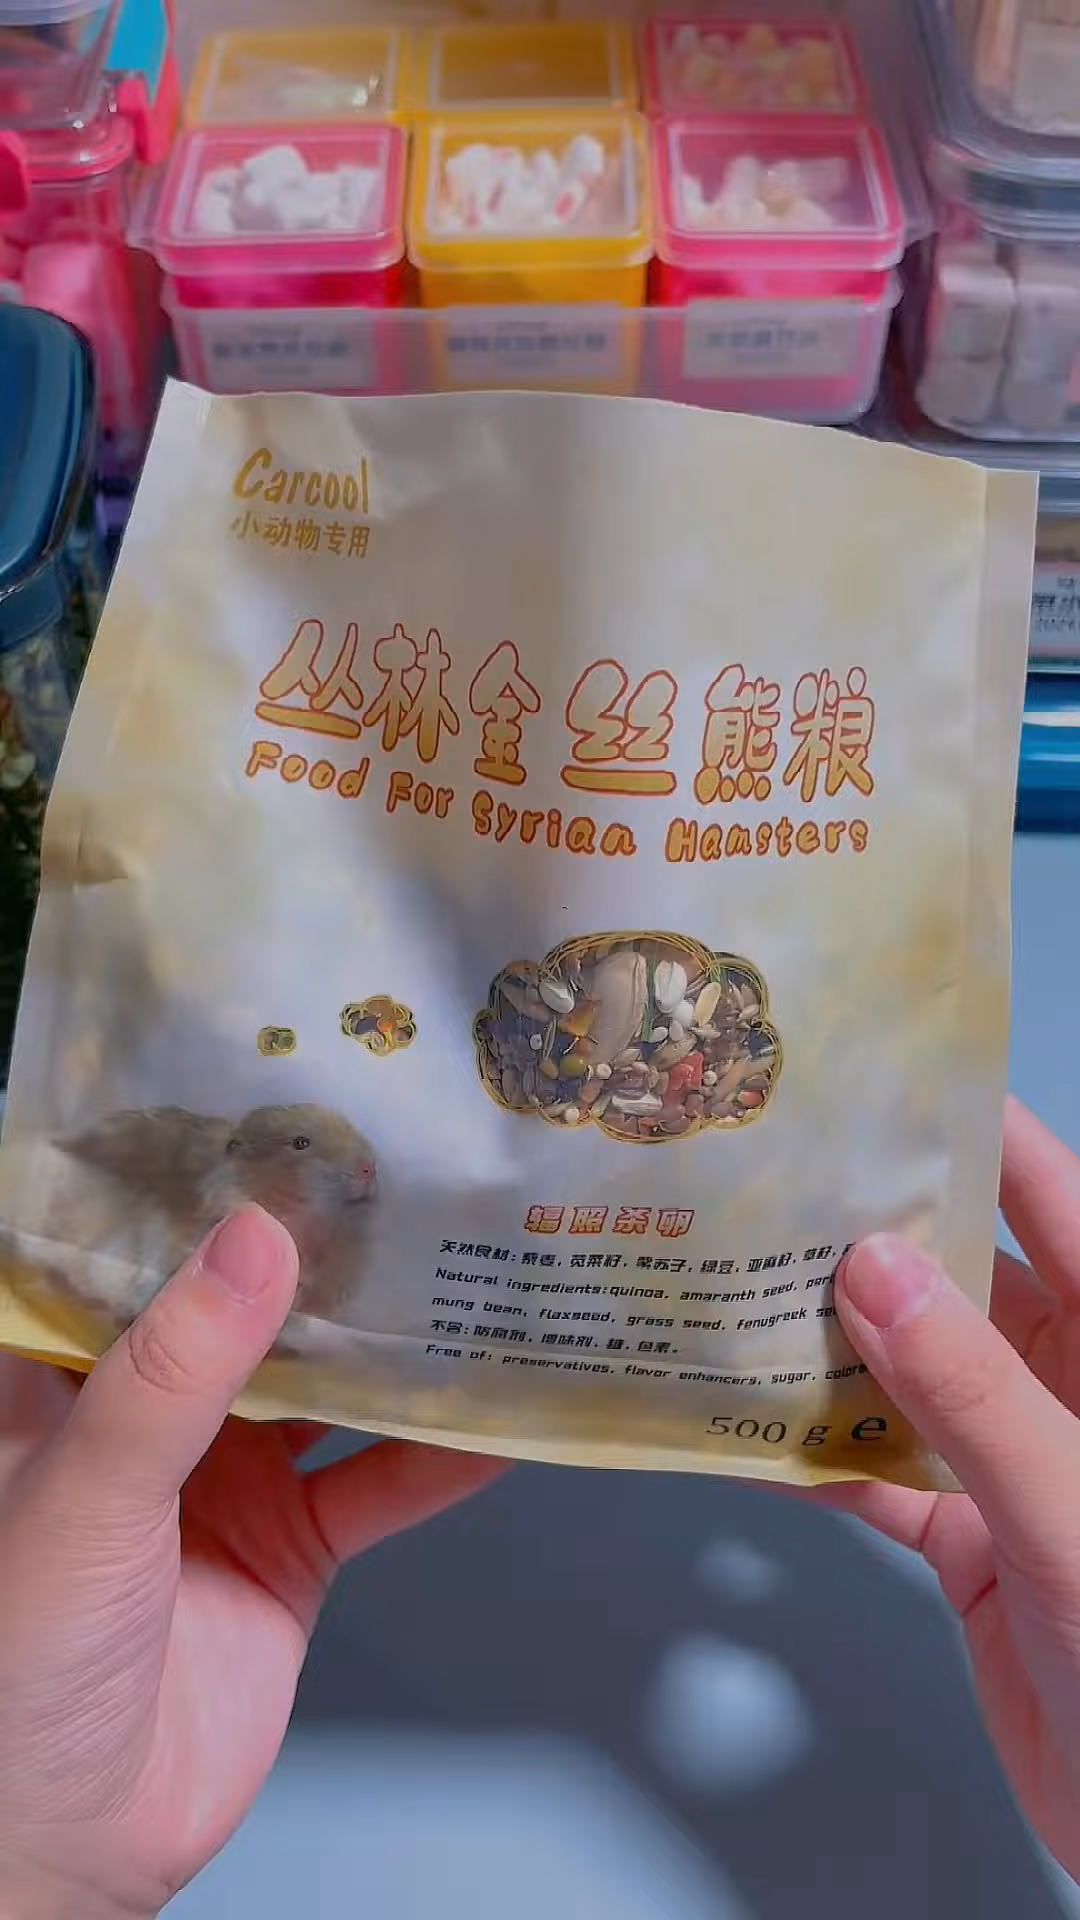 Carcool
小动物专用
丛林金丝熊粮
Food For Syrian Hamsters
辐照杀卵
天然食材：藜麦，苋菜籽，紫苏子，绿豆，亚麻籽，草籽，
Natural ingredients:quinoa, amaranth seed,
mung bean, flaxseed, grass seed, fenugreek
不含：防腐剂，增味剂，糖，色素。
Free of: preservatives, flavor enhancers, sugar,
500 g e